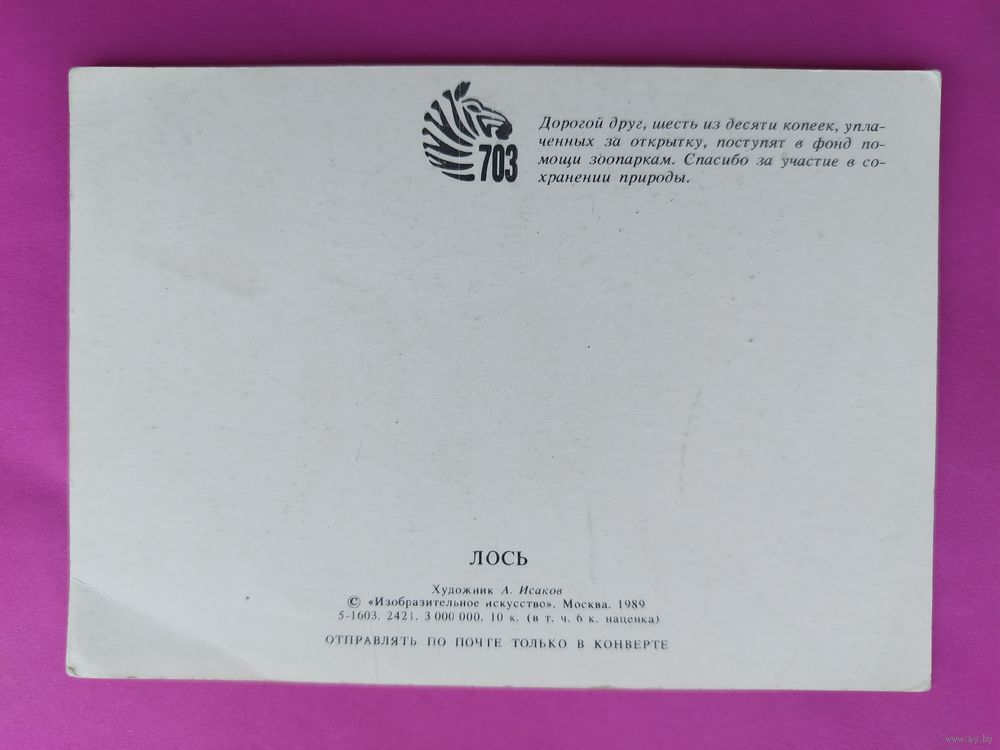 703
Дорогой друг, шесть из десяти копеек, упла-
ченных за открытку, поступят в фонд по-
мощи зоопаркам. Спасибо за участие в со-
хранении природы.
ЛОСЬ
Художник А. Исаков
© «Изобразительное искусство». Москва. 1989
5-1603. 2421. 3 000 000. 10 к. (в т. ч. 6 к. наценка)
ОТПРАВЛЯТЬ ПО ПОЧТЕ ТОЛЬКО В КОНВЕРТЕ
www.ay.by